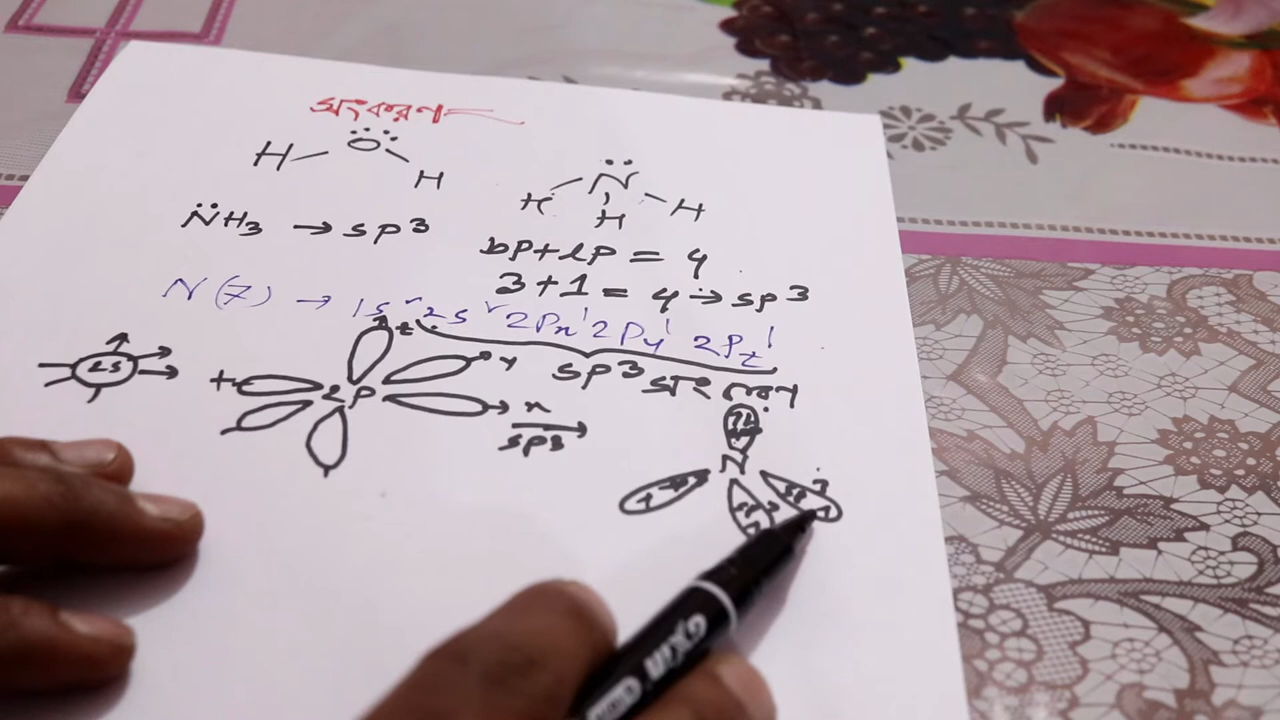 সংকরণ
H - O - H
H - N - H
H
NH3 → sp3
bp+lp = 4
3+1 = 4 → sp3
N(7) → 1s² 2s² 2Px¹ 2Py¹ 2Pz¹
sp3 সংকরণ
z
2S
+
2P
y
x
sp3
N